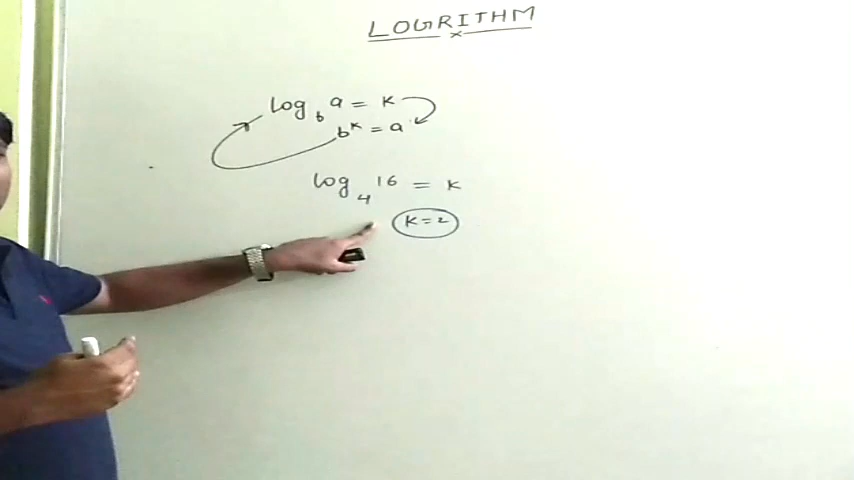 LOGRITHM
log_b a = k
b^k = a
log_4 16 = k
k = 2